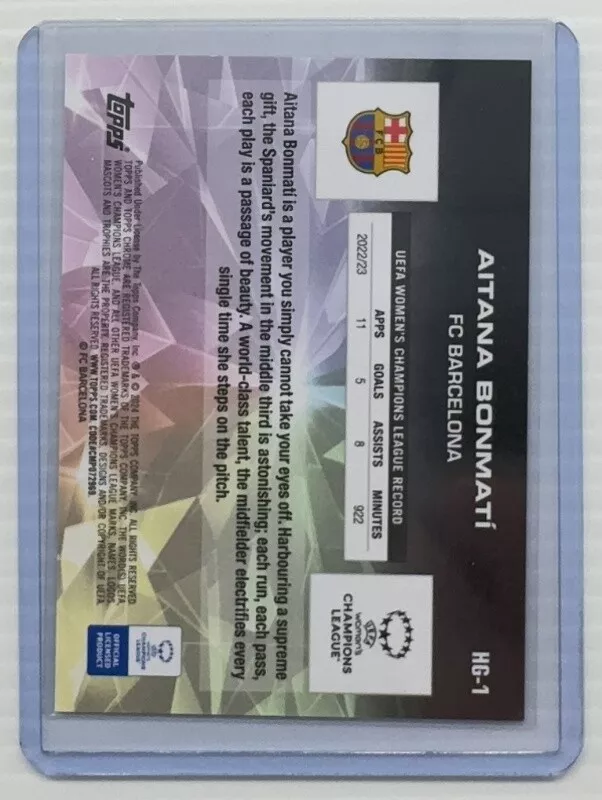 HG-1
AITANA BONMATÍ
FC BARCELONA
FCB
UEFA WOMEN'S CHAMPIONS LEAGUE RECORD
APPS GOALS ASSISTS MINUTES
2022/23 11 5 8 922
UEFA
women's
CHAMPIONS
LEAGUE
Aitana Bonmatí is a player you simply cannot take your eyes off. Harbouring a supreme
gift, the Spaniard's movement in the middle third is astonishing; each run, each pass,
each play is a passage of beauty. A world-class talent, the midfielder electrifies every
single time she steps on the pitch.
topps
Published Under License by The Topps Company, Inc. ® & © 2024 THE TOPPS COMPANY, INC. ALL RIGHTS RESERVED.
TOPPS AND TOPPS CHROME ARE REGISTERED TRADEMARKS OF THE TOPPS COMPANY, INC. THE WORD(S) UEFA
WOMEN'S CHAMPIONS LEAGUE, AND ALL OTHER UEFA WOMEN'S CHAMPIONS LEAGUE MARKS, NAMES, LOGOS,
MASCOTS AND TROPHIES ARE THE PROPERTY, REGISTERED TRADEMARKS, DESIGNS AND/OR COPYRIGHT OF UEFA.
ALL RIGHTS RESERVED. WWW.TOPPS.COM. CODE#CMP072969.
© FC BARCELONA
women's
CHAMPIONS
LEAGUE
OFFICIAL
LICENSED
PRODUCT